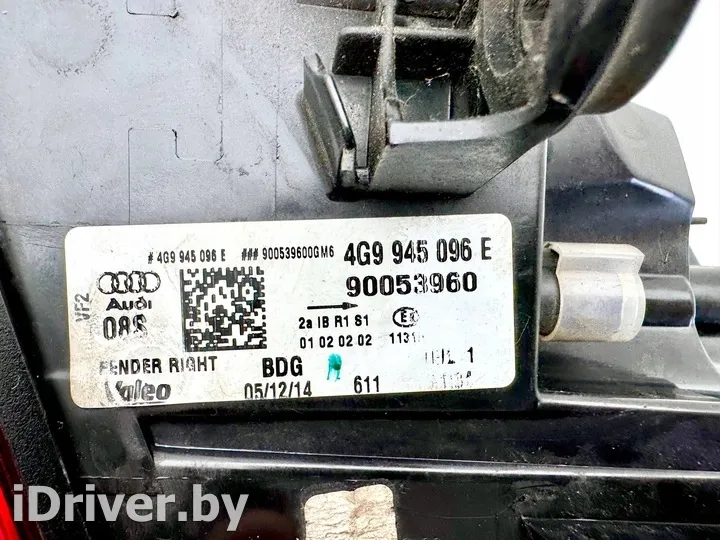 # 4G9 945 096 E ### 900539600GM6 4G9 945 096 E
90053960
Audi
VF2
08S
2a IB R1 S1
01 02 02 02
E
FENDER RIGHT
BDG
Valeo
05/12/14
611
iDriver.by